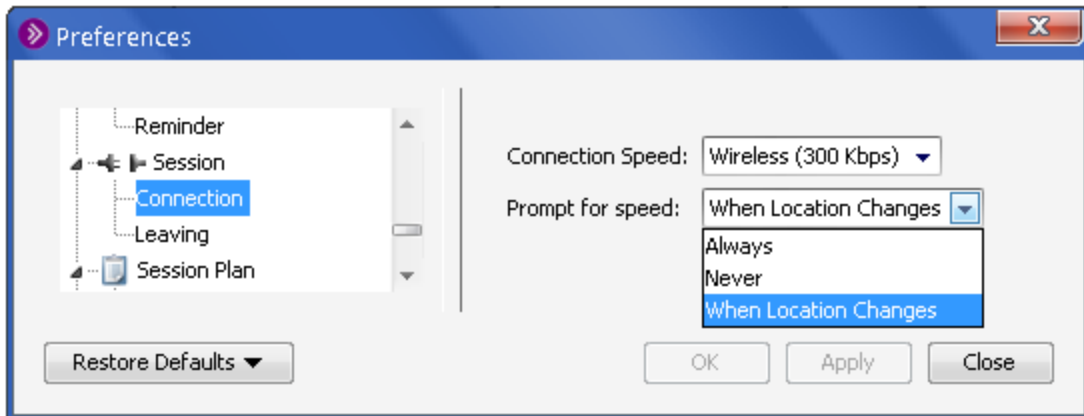 Preferences
Reminder
Session
Connection
Leaving
Session Plan
Connection Speed: Wireless (300 Kbps)
Prompt for speed: When Location Changes
Always
Never
When Location Changes
Restore Defaults
OK
Apply
Close